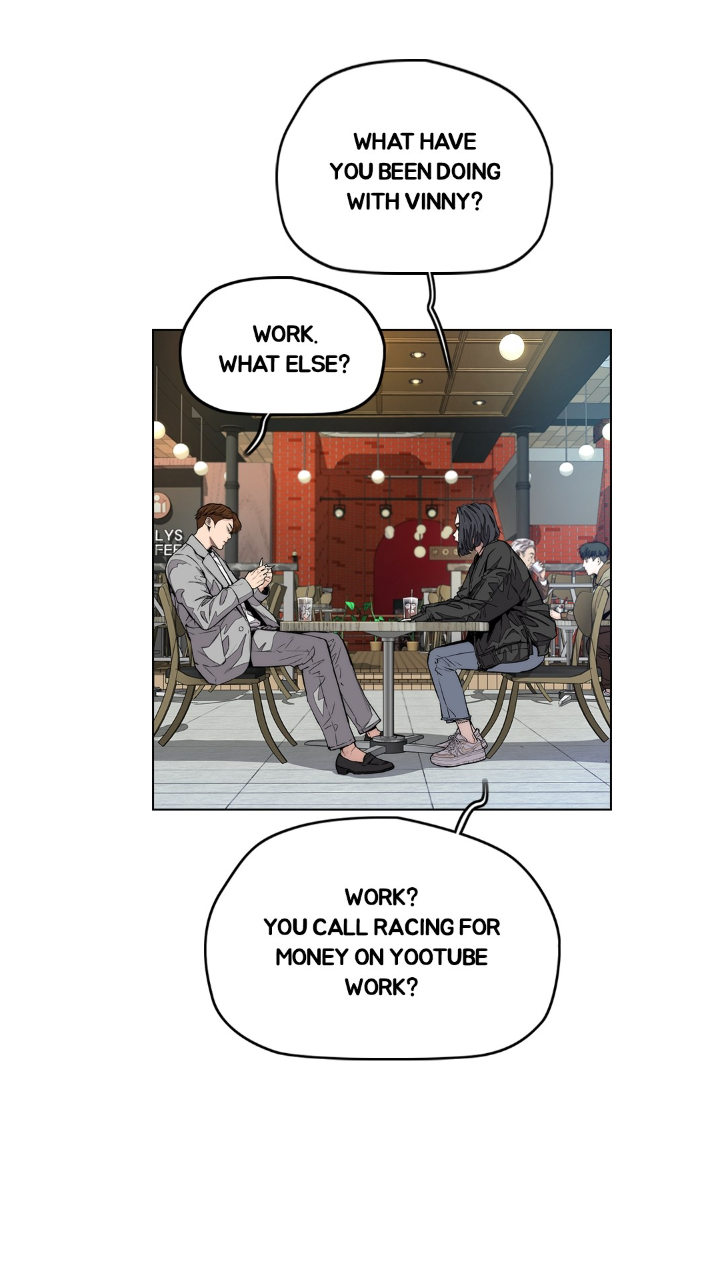 WHAT HAVE
YOU BEEN DOING
WITH VINNY?
WORK.
WHAT ELSE?
LYS
FEE
WORK?
YOU CALL RACING FOR
MONEY ON YOOTUBE
WORK?